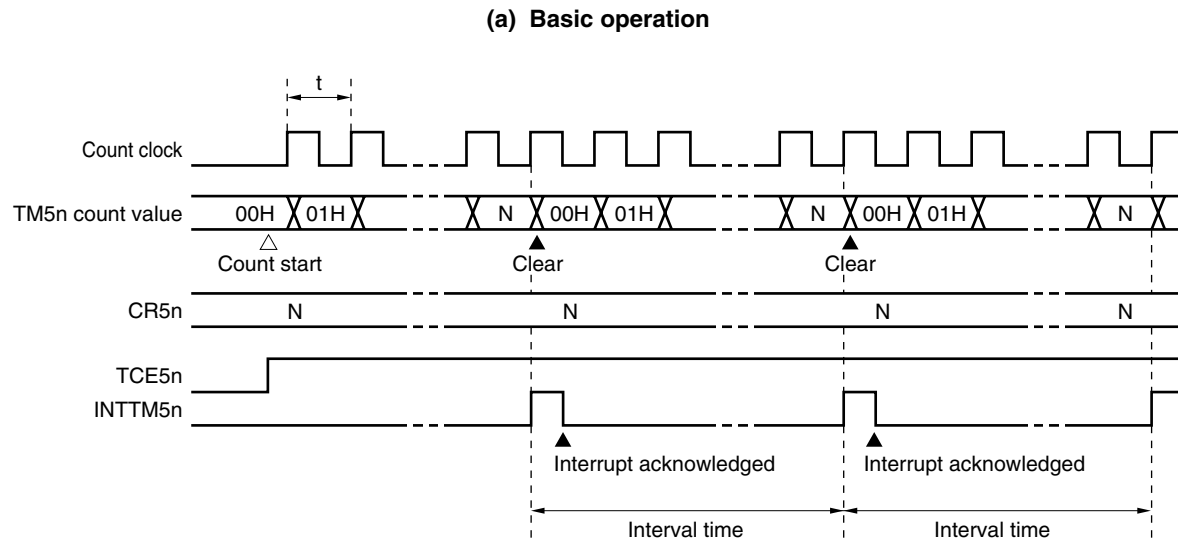 (a) Basic operation
t
Count clock
TM5n count value 00H 01H N 00H 01H N 00H 01H N
Count start Clear Clear
CR5n N N N N
TCE5n
INTTM5n
Interrupt acknowledged Interrupt acknowledged
Interval time Interval time